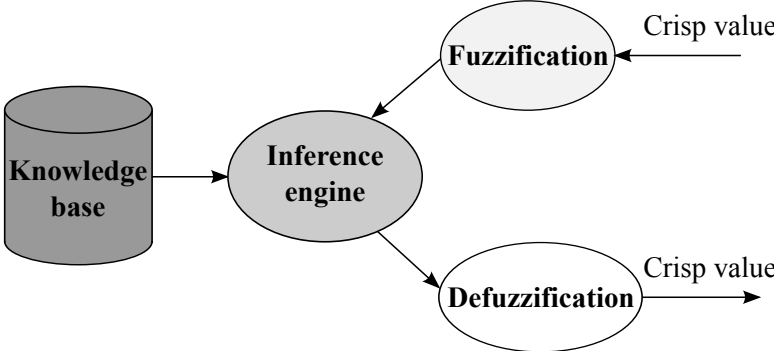 Crisp value
Fuzzification
Knowledge
base
Inference
engine
Crisp value
Defuzzification